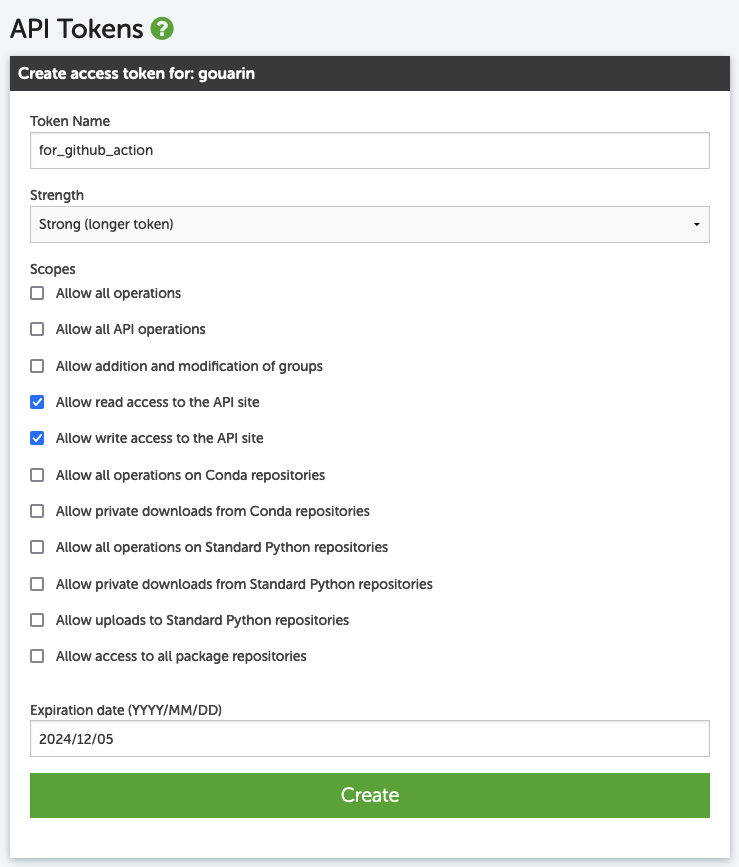 API Tokens ?
Create access token for: gouarin
Token Name
for_github_action
Strength
Strong (longer token)
Scopes
Allow all operations
Allow all API operations
Allow addition and modification of groups
Allow read access to the API site
Allow write access to the API site
Allow all operations on Conda repositories
Allow private downloads from Conda repositories
Allow all operations on Standard Python repositories
Allow private downloads from Standard Python repositories
Allow uploads to Standard Python repositories
Allow access to all package repositories
Expiration date (YYYY/MM/DD)
2024/12/05
Create